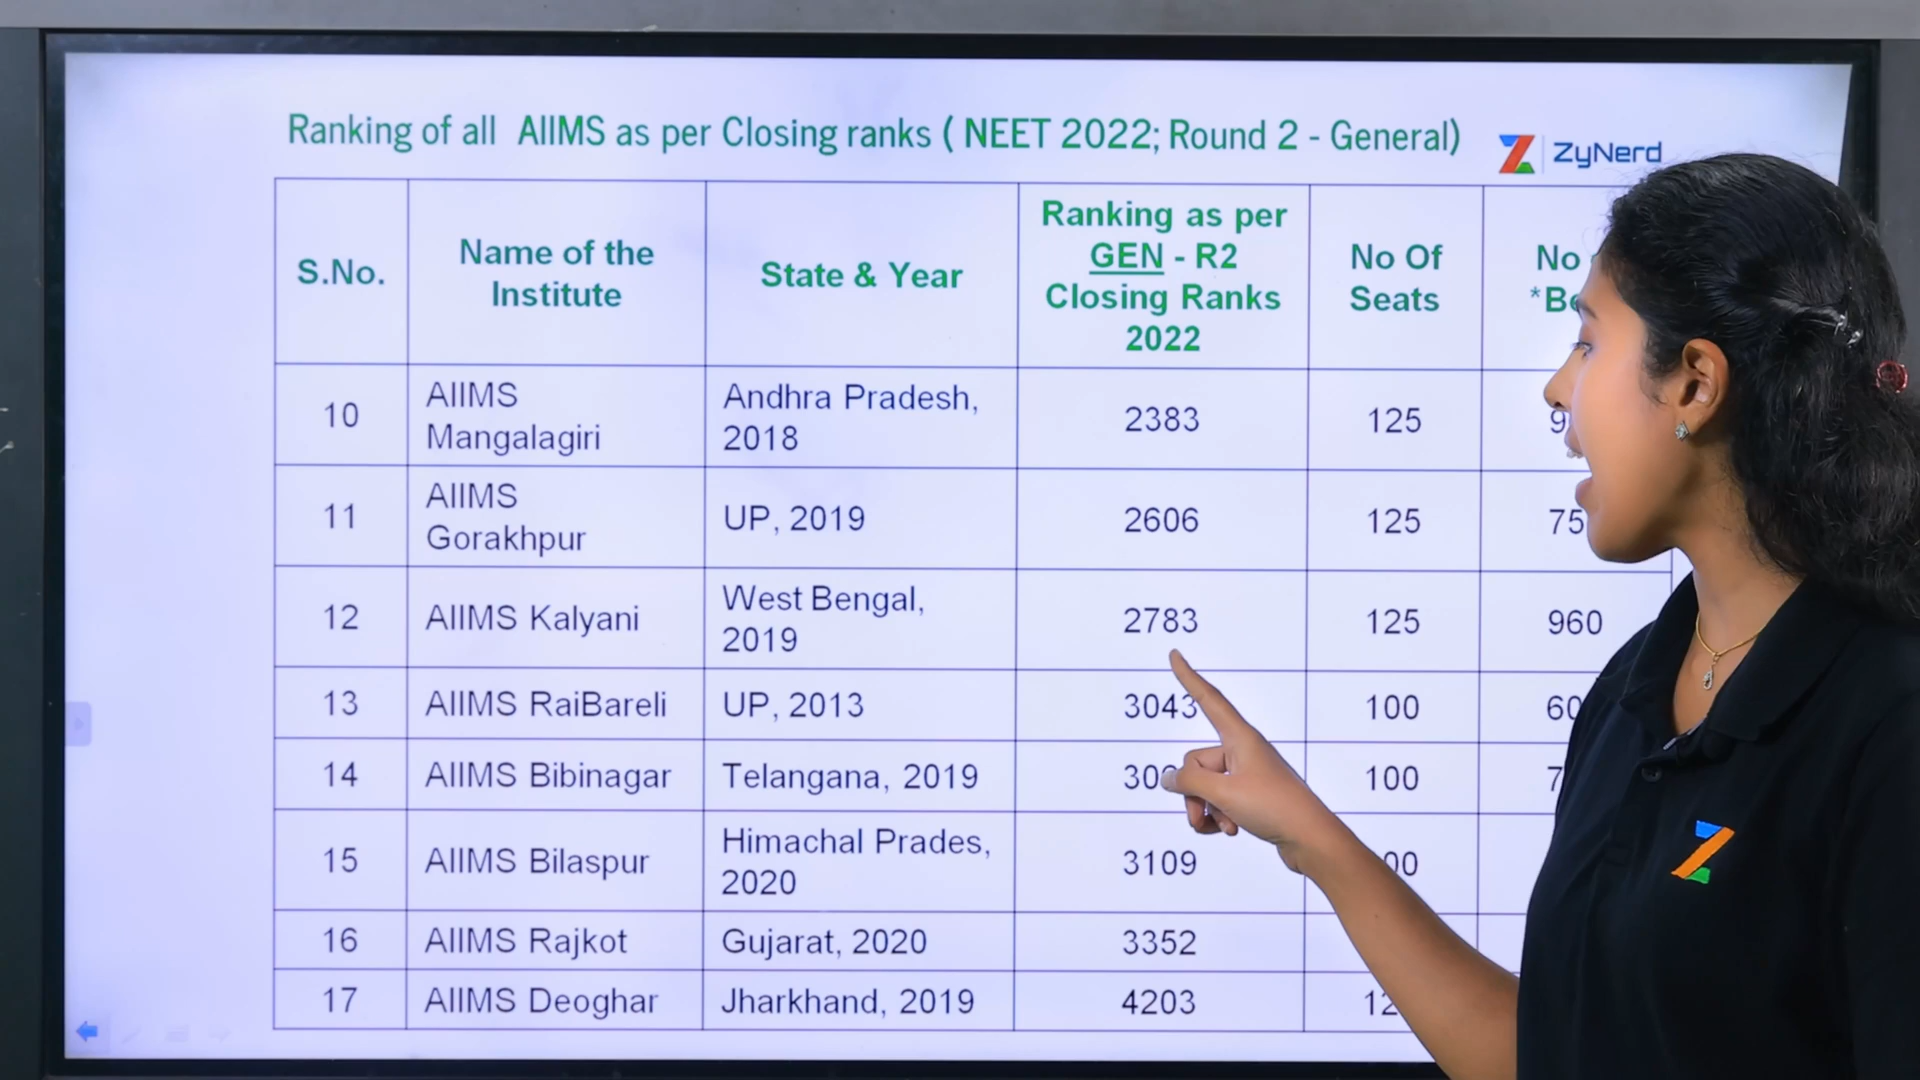 Ranking of all AIIMS as per Closing ranks ( NEET 2022; Round 2 - General)
ZyNerd
S.No.
Name of the
Institute
State & Year
Ranking as per
GEN - R2
Closing Ranks
2022
No Of
Seats
No
10
AIIMS
Mangalagiri
Andhra Pradesh,
2018
2383
125
11
AIIMS
Gorakhpur
UP, 2019
2606
125
12
AIIMS Kalyani
West Bengal,
2019
2783
125
960
13
AIIMS RaiBareli
UP, 2013
3043
100
14
AIIMS Bibinagar
Telangana, 2019
100
15
AIIMS Bilaspur
Himachal Prades,
2020
3109
16
AIIMS Rajkot
Gujarat, 2020
3352
17
AIIMS Deoghar
Jharkhand, 2019
4203